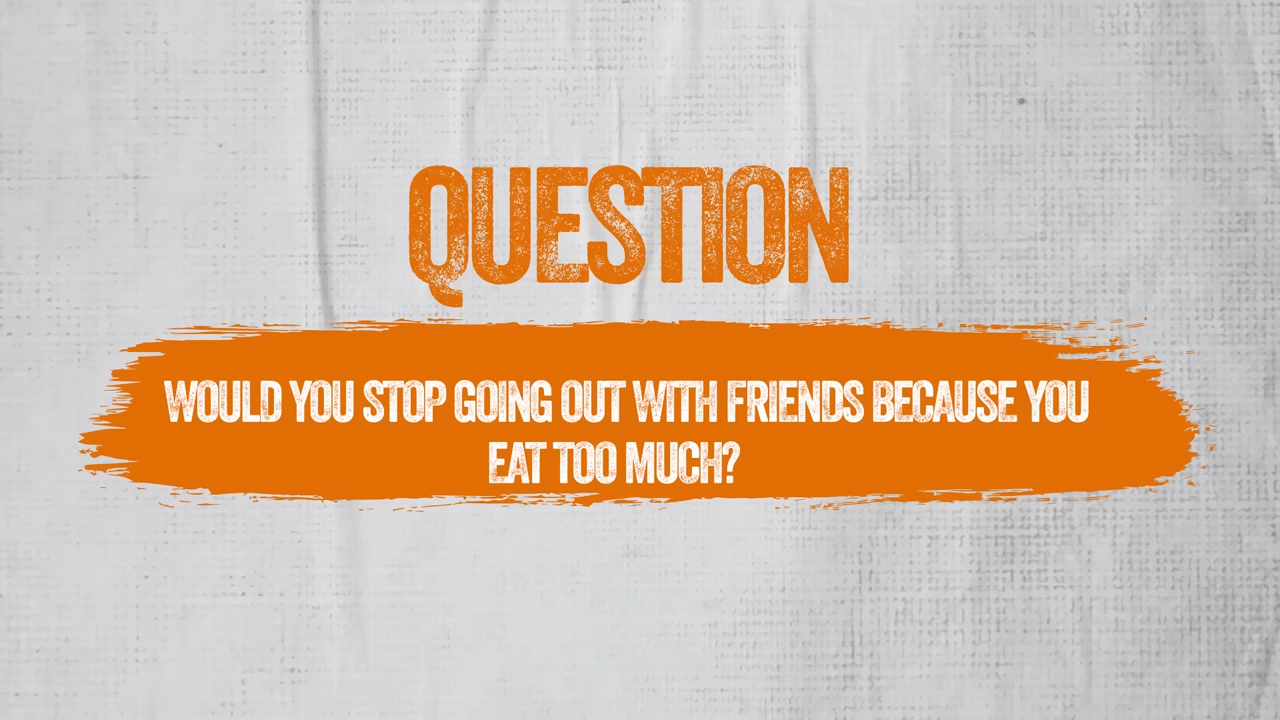 QUESTION
WOULD YOU STOP GOING OUT WITH FRIENDS BECAUSE YOU
EAT TOO MUCH?